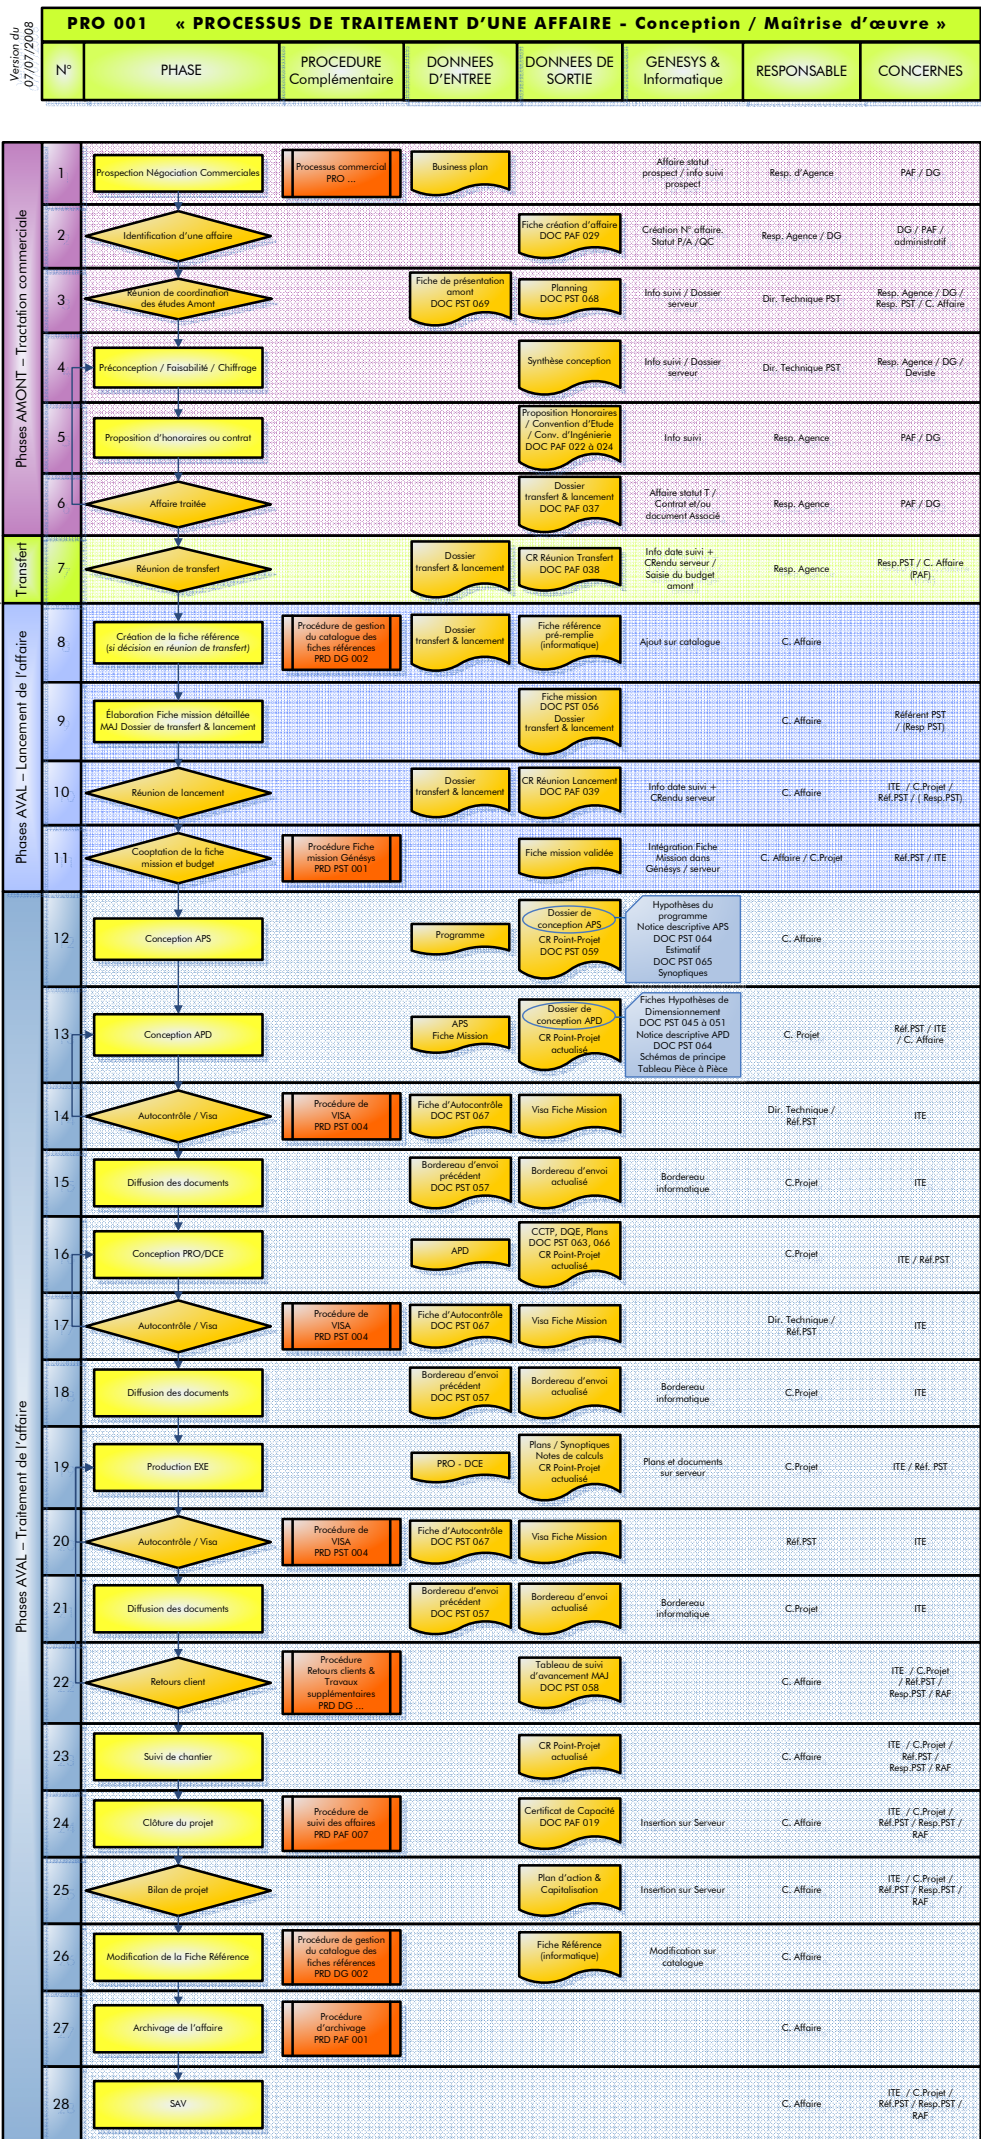 Version du
07/07/2008
PRO 001 « PROCESSUS DE TRAITEMENT D'UNE AFFAIRE - Conception / Maîtrise d'œuvre »
N°
PHASE
PROCEDURE
Complémentaire
DONNEES
D'ENTREE
DONNEES DE
SORTIE
GENESYS &
Informatique
RESPONSABLE
CONCERNES
Phases AMONT – Tractation commerciale
1
Prospection Négociation Commerciales
Processus commercial
PRO ...
Business plan
Affaire statut
prospect / info suivi
prospect
Resp. d'Agence
PAF / DG
2
Identification d'une affaire
Fiche création d'affaire
DOC PAF 029
Création N° affaire.
Statut P/A /QC
Resp. Agence / DG
DG / PAF /
administratif
3
Réunion de coordination
des études Amont
Fiche de présentation
amont
DOC PST 069
Planning
DOC PST 068
Info suivi / Dossier
serveur
Dir. Technique PST
Resp. Agence / DG /
Resp. PST / C. Affaire
4
Préconception / Faisabilité / Chiffrage
Synthèse conception
Info suivi / Dossier
serveur
Dir. Technique PST
Resp. Agence / DG /
Deviste
5
Proposition d'honoraires ou contrat
Proposition Honoraires
/ Convention d'Etude
/ Conv. d'Ingénierie
DOC PAF 022 à 024
Info suivi
Resp. Agence
PAF / DG
6
Affaire traitée
Dossier
transfert & lancement
DOC PAF 037
Affaire statut T /
Contrat et/ou
document Associé
Resp. Agence
PAF / DG
Transfert
7
Réunion de transfert
Dossier
transfert & lancement
CR Réunion Transfert
DOC PAF 038
Info date suivi +
CRendu serveur /
Saisie du budget
amont
Resp. Agence
Resp.PST / C. Affaire
(PAF)
Phases AVAL – Lancement de l'affaire
8
Création de la fiche référence
(si décision en réunion de transfert)
Procédure de gestion
du catalogue des
fiches références
PRD DG 002
Dossier
transfert & lancement
Fiche référence
pré-remplie
(informatique)
Ajout sur catalogue
C. Affaire
9
Élaboration Fiche mission détaillée
MAJ Dossier de transfert & lancement
Fiche mission
DOC PST 056
Dossier
transfert & lancement
C. Affaire
Référent PST
/ (Resp PST)
10
Réunion de lancement
Dossier
transfert & lancement
CR Réunion Lancement
DOC PAF 039
Info date suivi +
CRendu serveur
C. Affaire
ITE / C.Projet /
Réf.PST / ( Resp.PST)
11
Cooptation de la fiche
mission et budget
Procédure Fiche
mission Génésys
PRD PST 001
Fiche mission validée
Intégration Fiche
Mission dans
Génésys / serveur
C. Affaire / C.Projet
Réf.PST / ITE
Phases AVAL – Traitement de l'affaire
12
Conception APS
Programme
Dossier de
conception APS
CR Point-Projet
DOC PST 059
Hypothèses du
programme
Notice descriptive APS
DOC PST 064
Estimatif
DOC PST 065
Synoptiques
C. Affaire
13
Conception APD
APS
Fiche Mission
Dossier de
conception APD
CR Point-Projet
actualisé
Fiches Hypothèses de
Dimensionnement
DOC PST 045 à 051
Notice descriptive APD
DOC PST 064
Schémas de principe
Tableau Pièce à Pièce
C. Projet
Réf.PST / ITE
/ C. Affaire
14
Autocontrôle / Visa
Procédure de
VISA
PRD PST 004
Fiche d'Autocontrôle
DOC PST 067
Visa Fiche Mission
Dir. Technique /
Réf.PST
ITE
15
Diffusion des documents
Bordereau d'envoi
précédent
DOC PST 057
Bordereau d'envoi
actualisé
Bordereau
informatique
C.Projet
ITE
16
Conception PRO/DCE
APD
CCTP, DQE, Plans
DOC PST 063, 066
CR Point-Projet
actualisé
C.Projet
ITE / Réf.PST
17
Autocontrôle / Visa
Procédure de
VISA
PRD PST 004
Fiche d'Autocontrôle
DOC PST 067
Visa Fiche Mission
Dir. Technique /
Réf.PST
ITE
18
Diffusion des documents
Bordereau d'envoi
précédent
DOC PST 057
Bordereau d'envoi
actualisé
Bordereau
informatique
C.Projet
ITE
19
Production EXE
PRO - DCE
Plans / Synoptiques
Notes de calculs
CR Point-Projet
actualisé
Plans et documents
sur serveur
C.Projet
ITE / Réf. PST
20
Autocontrôle / Visa
Procédure de
VISA
PRD PST 004
Fiche d'Autocontrôle
DOC PST 067
Visa Fiche Mission
Réf.PST
ITE
21
Diffusion des documents
Bordereau d'envoi
précédent
DOC PST 057
Bordereau d'envoi
actualisé
Bordereau
informatique
C.Projet
ITE
22
Retours client
Procédure
Retours clients &
Travaux
supplémentaires
PRD DG ...
Tableau de suivi
d'avancement MAJ
DOC PST 058
C. Affaire
ITE / C.Projet
/ Réf.PST /
Resp.PST / RAF
23
Suivi de chantier
CR Point-Projet
actualisé
C. Affaire
ITE / C.Projet /
Réf.PST /
Resp.PST / RAF
24
Clôture du projet
Procédure de
suivi des affaires
PRD PAF 007
Certificat de Capacité
DOC PAF 019
Insertion sur Serveur
C. Affaire
ITE / C.Projet /
Réf.PST / Resp.PST /
RAF
25
Bilan de projet
Plan d'action &
Capitalisation
Insertion sur Serveur
C. Affaire
ITE / C.Projet /
Réf.PST / Resp.PST /
RAF
26
Modification de la Fiche Référence
Procédure de gestion
du catalogue des
fiches références
PRD DG 002
Fiche Référence
(informatique)
Modification sur
catalogue
C. Affaire
27
Archivage de l'affaire
Procédure
d'archivage
PRD PAF 001
C. Affaire
28
SAV
C. Affaire
ITE / C.Projet /
Réf.PST / Resp.PST /
RAF